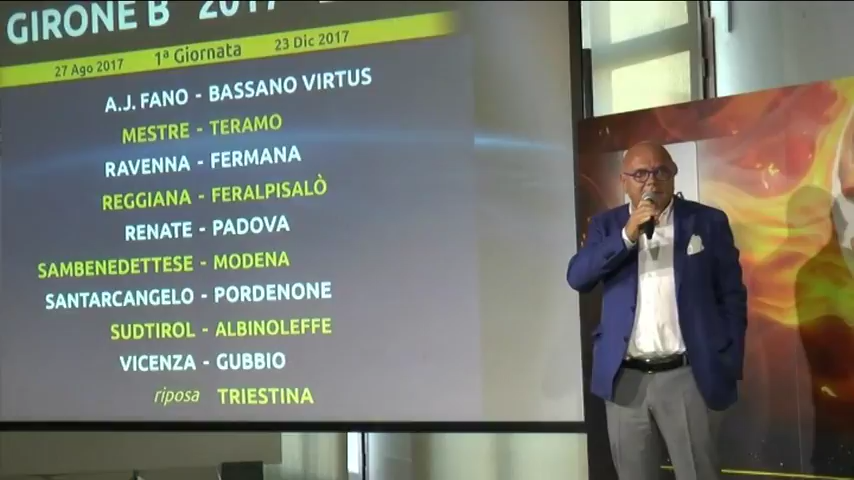 GIRONE B 2017
27 Ago 2017 1ª Giornata 23 Dic 2017
A.J. FANO - BASSANO VIRTUS
MESTRE - TERAMO
RAVENNA - FERMANA
REGGIANA - FERALPISALÒ
RENATE - PADOVA
SAMBENEDETTESE - MODENA
SANTARCANGELO - PORDENONE
SUDTIROL - ALBINOLEFFE
VICENZA - GUBBIO
riposa TRIESTINA